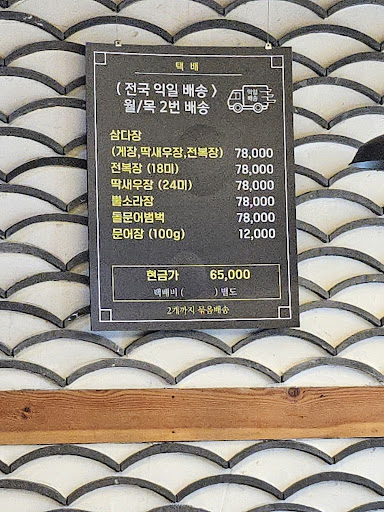 택 배
( 전국 익일 배송 )
월/목 2번 배송
익일
배송
삼다장
(게장,딱새우장,전복장) 78,000
전복장 (18미) 78,000
딱새우장 (24미) 78,000
뿔소라장 78,000
돌문어범벅 78,000
문어장 (100g) 12,000
현금가 65,000
택배비 ( ) 별도
2개까지 묶음배송